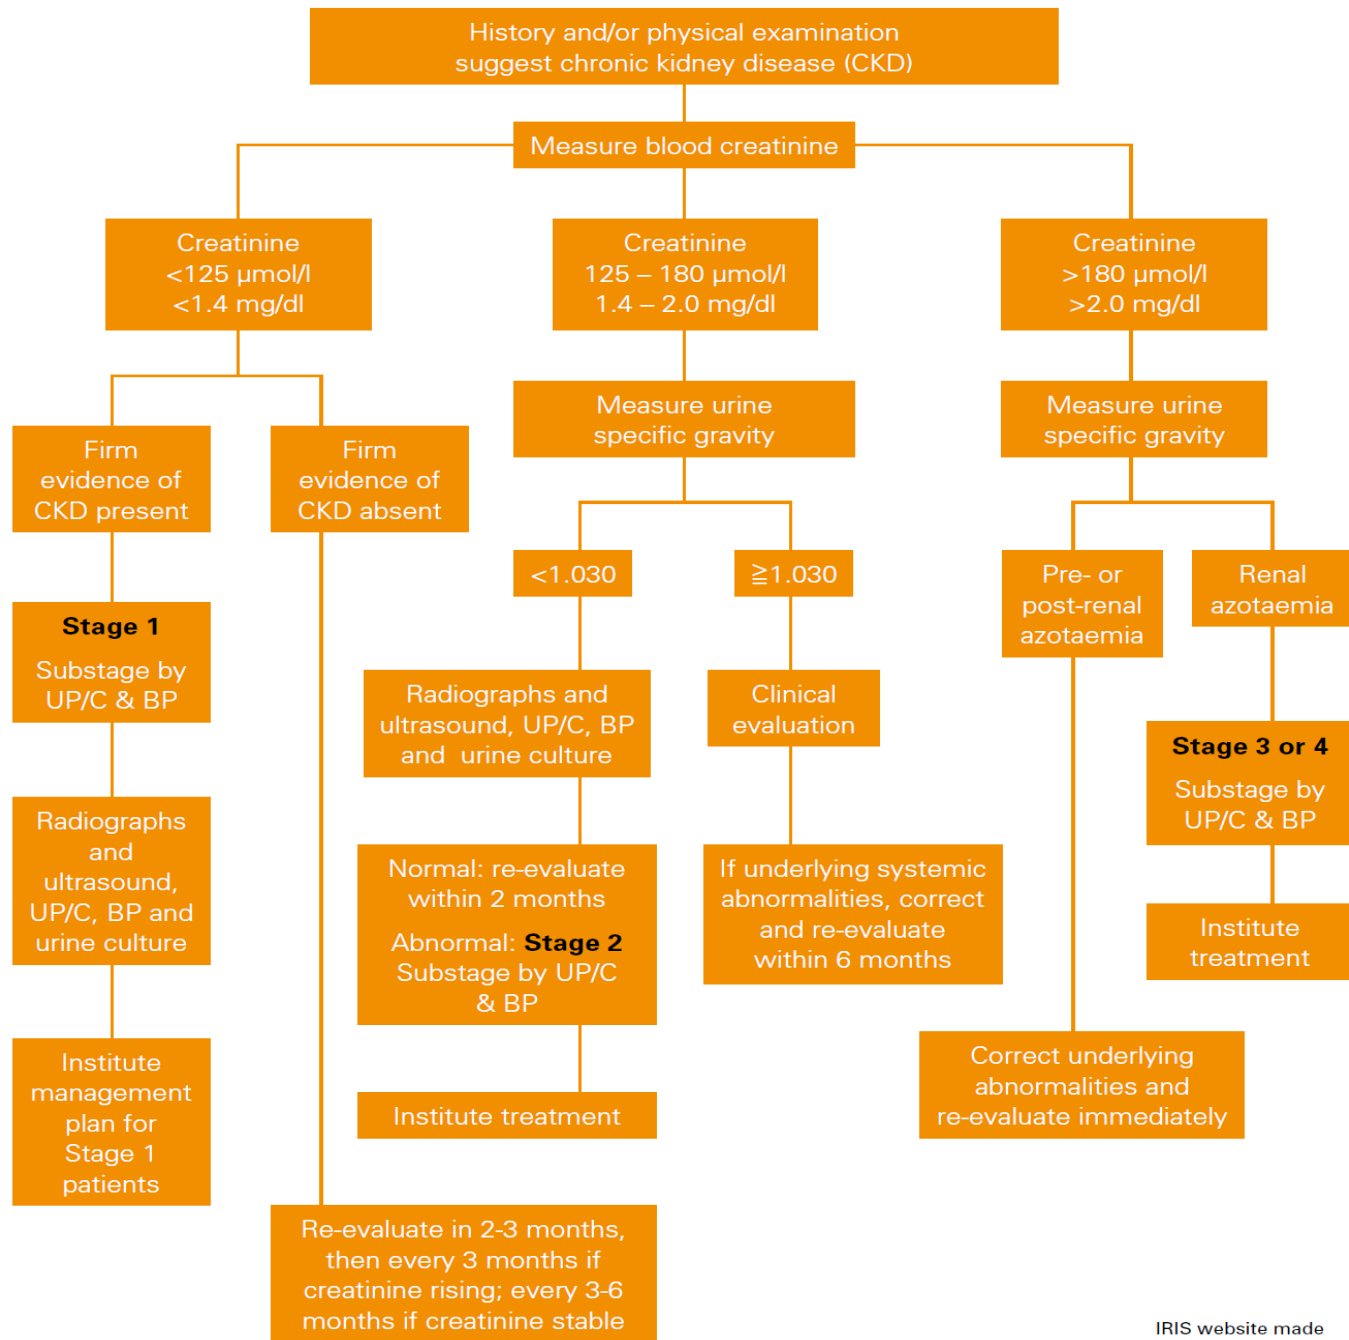 History and/or physical examination
suggest chronic kidney disease (CKD)
Measure blood creatinine
Creatinine
<125 µmol/l
<1.4 mg/dl
Creatinine
125 – 180 µmol/l
1.4 – 2.0 mg/dl
Creatinine
>180 µmol/l
>2.0 mg/dl
Firm
evidence of
CKD present
Firm
evidence of
CKD absent
Measure urine
specific gravity
Measure urine
specific gravity
<1.030
≧1.030
Pre- or
post-renal
azotaemia
Renal
azotaemia
Stage 1
Substage by
UP/C & BP
Radiographs and
ultrasound, UP/C, BP
and urine culture
Clinical
evaluation
Stage 3 or 4
Substage by
UP/C & BP
Radiographs
and
ultrasound,
UP/C, BP and
urine culture
Normal: re-evaluate
within 2 months
Abnormal: Stage 2
Substage by UP/C
& BP
If underlying systemic
abnormalities, correct
and re-evaluate
within 6 months
Institute
treatment
Institute
management
plan for
Stage 1
patients
Institute treatment
Correct underlying
abnormalities and
re-evaluate immediately
Re-evaluate in 2-3 months,
then every 3 months if
creatinine rising; every 3-6
months if creatinine stable
IRIS website made